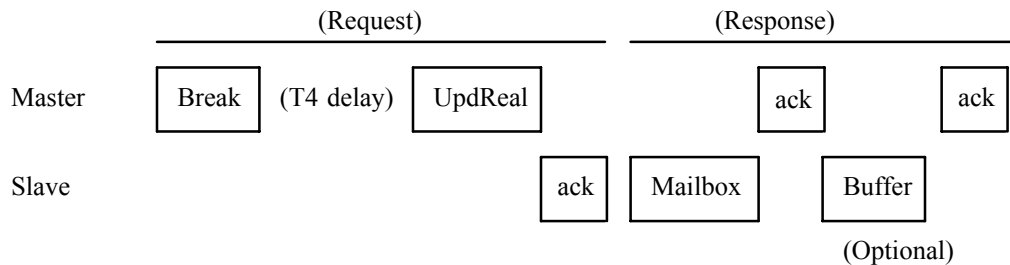 (Request) (Response)
Master Break (T4 delay) UpdReal ack ack
Slave ack Mailbox Buffer
(Optional)